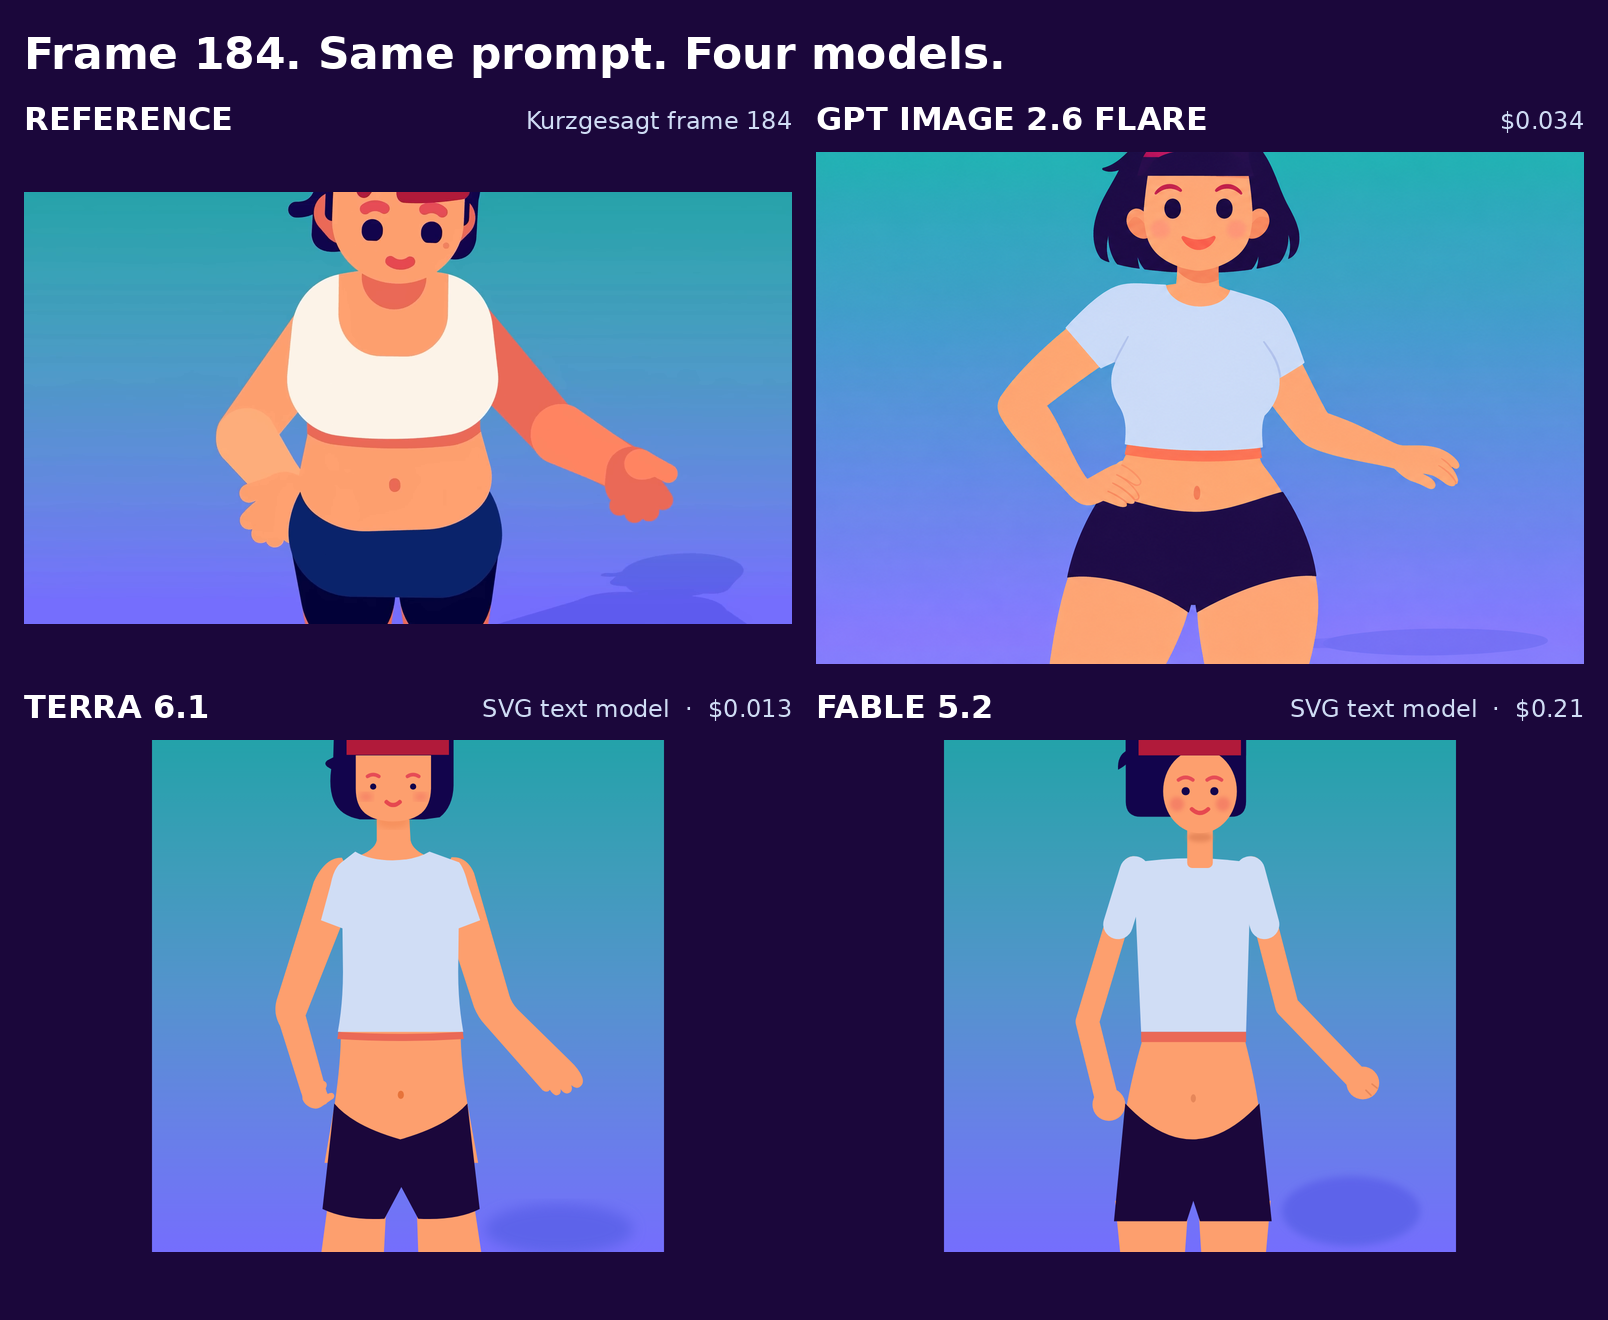 Frame 184. Same prompt. Four models.
REFERENCE
Kurzgesagt frame 184
GPT IMAGE 2.6 FLARE
$0.034
TERRA 6.1
SVG text model · $0.013
FABLE 5.2
SVG text model · $0.21